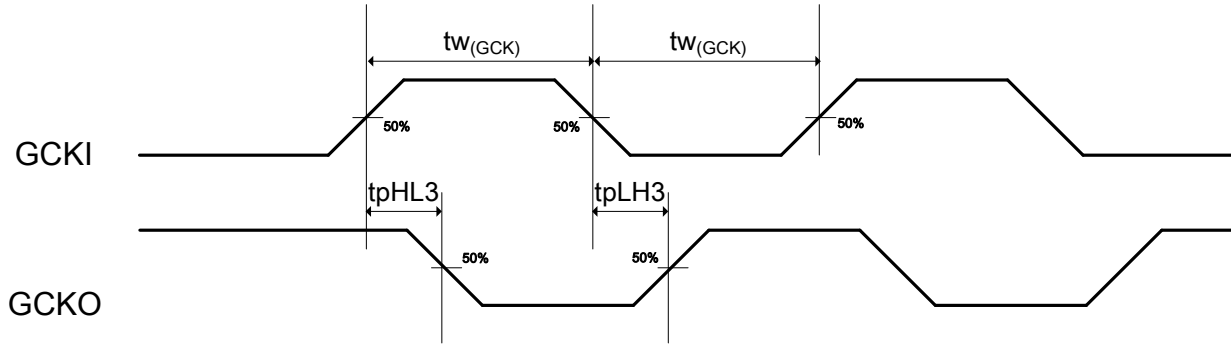 tw(GCK) tw(GCK)
50% 50% 50%
GCKI
tpHL3 tpLH3
50% 50%
GCKO